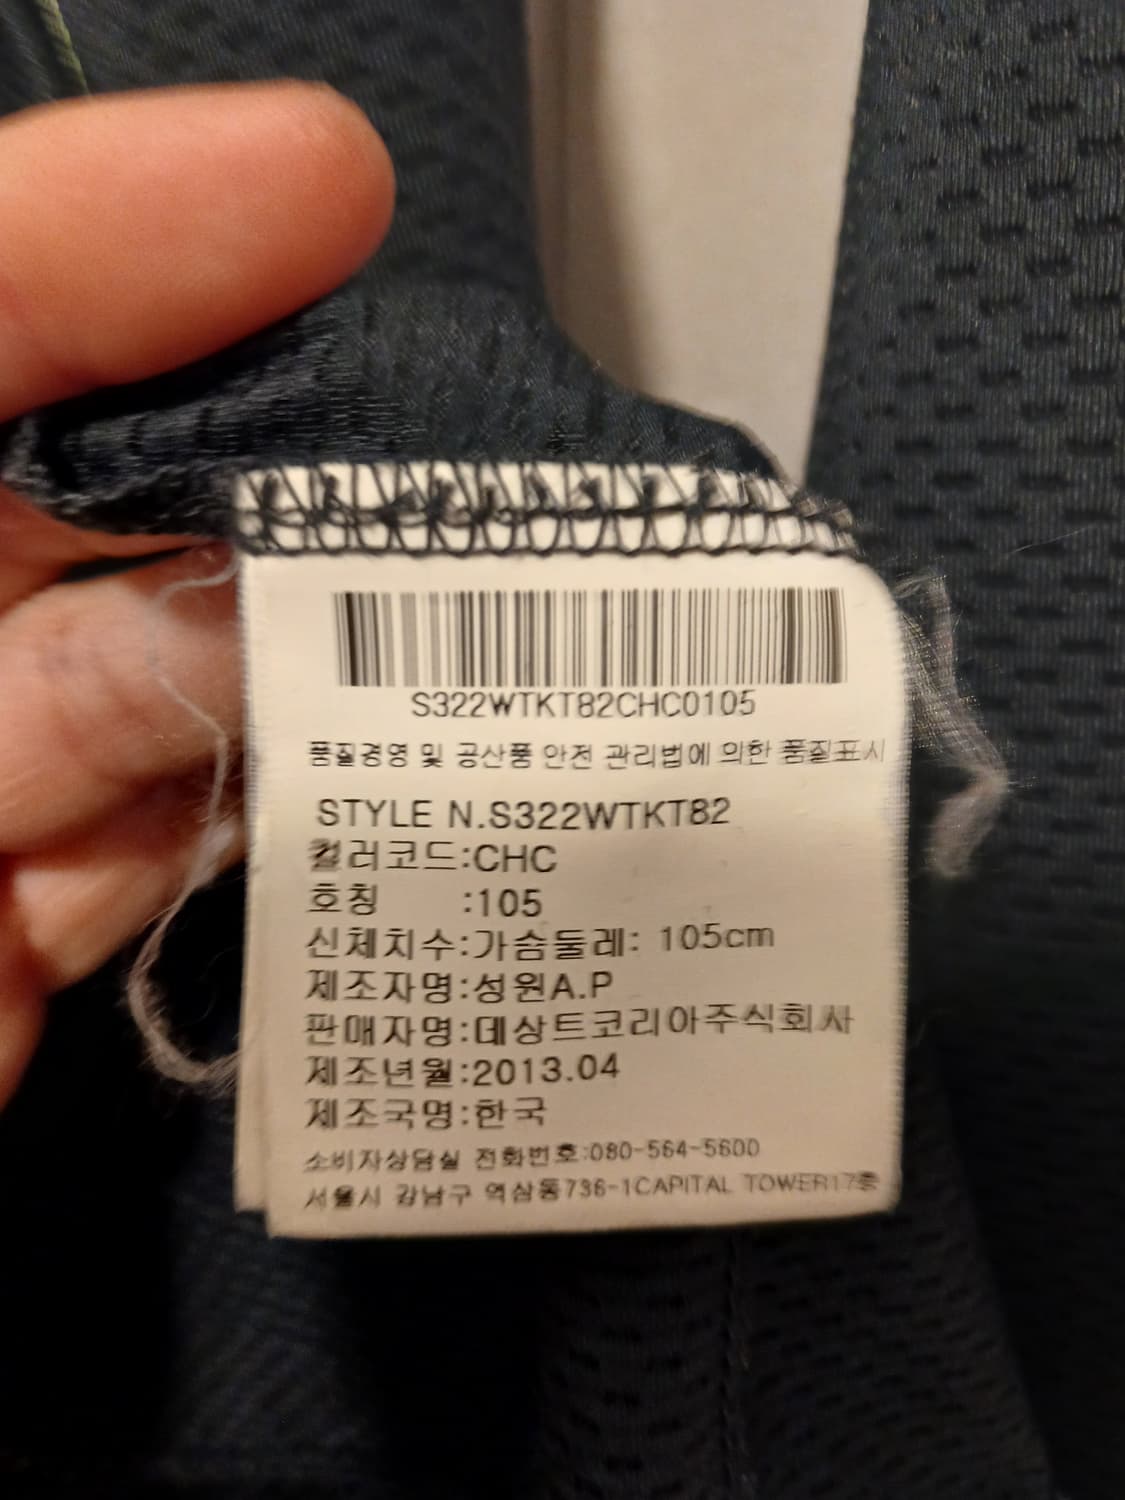 S322WTKT82CHC0105
품질경영 및 공산품 안전 관리법에 의한 품질표시
STYLE N.S322WTKT82
컬러코드:CHC
호칭 :105
신체치수:가슴둘레: 105cm
제조자명:성원A.P
판매자명:데상트코리아주식회사
제조년월:2013.04
제조국명:한국
소비자상담실 전화번호:080-564-5600
서울시 강남구 역삼동736-1CAPITAL TOWER17층